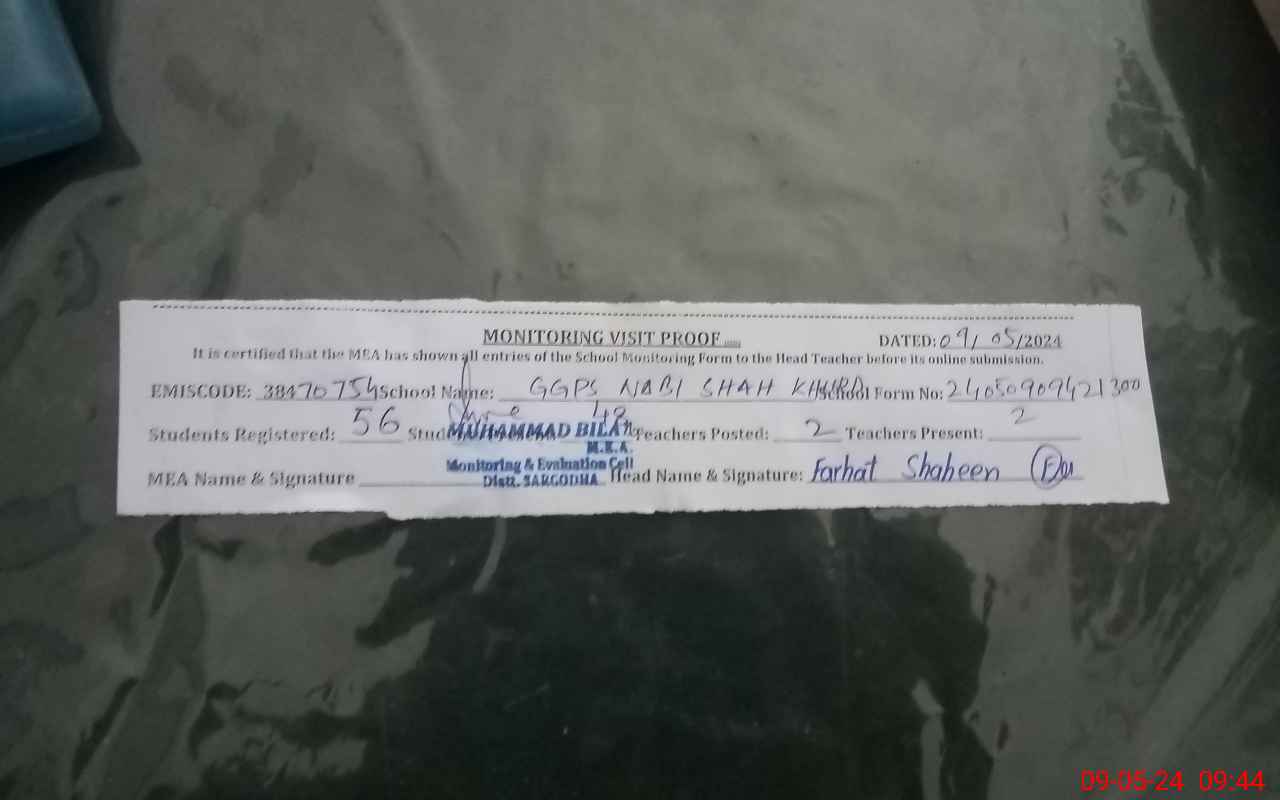 MONITORING VISIT PROOF DATED: 09/05/2024
It is certified that the MEA has shown all entries of the School Monitoring Form to the Head Teacher before its online submission.
EMISCODE: 38470754 School Name: GGPS NABI SHAH KHURD School Form No: 24050909421300
Students Registered: 56 Teachers Posted: 2 Teachers Present: 2
MUHAMMAD BILAL
M.E.A.
Monitoring & Evaluation Cell
Distt. SARGODHA
MEA Name & Signature Head Name & Signature: Farhat Shaheen
09-05-24 09:44